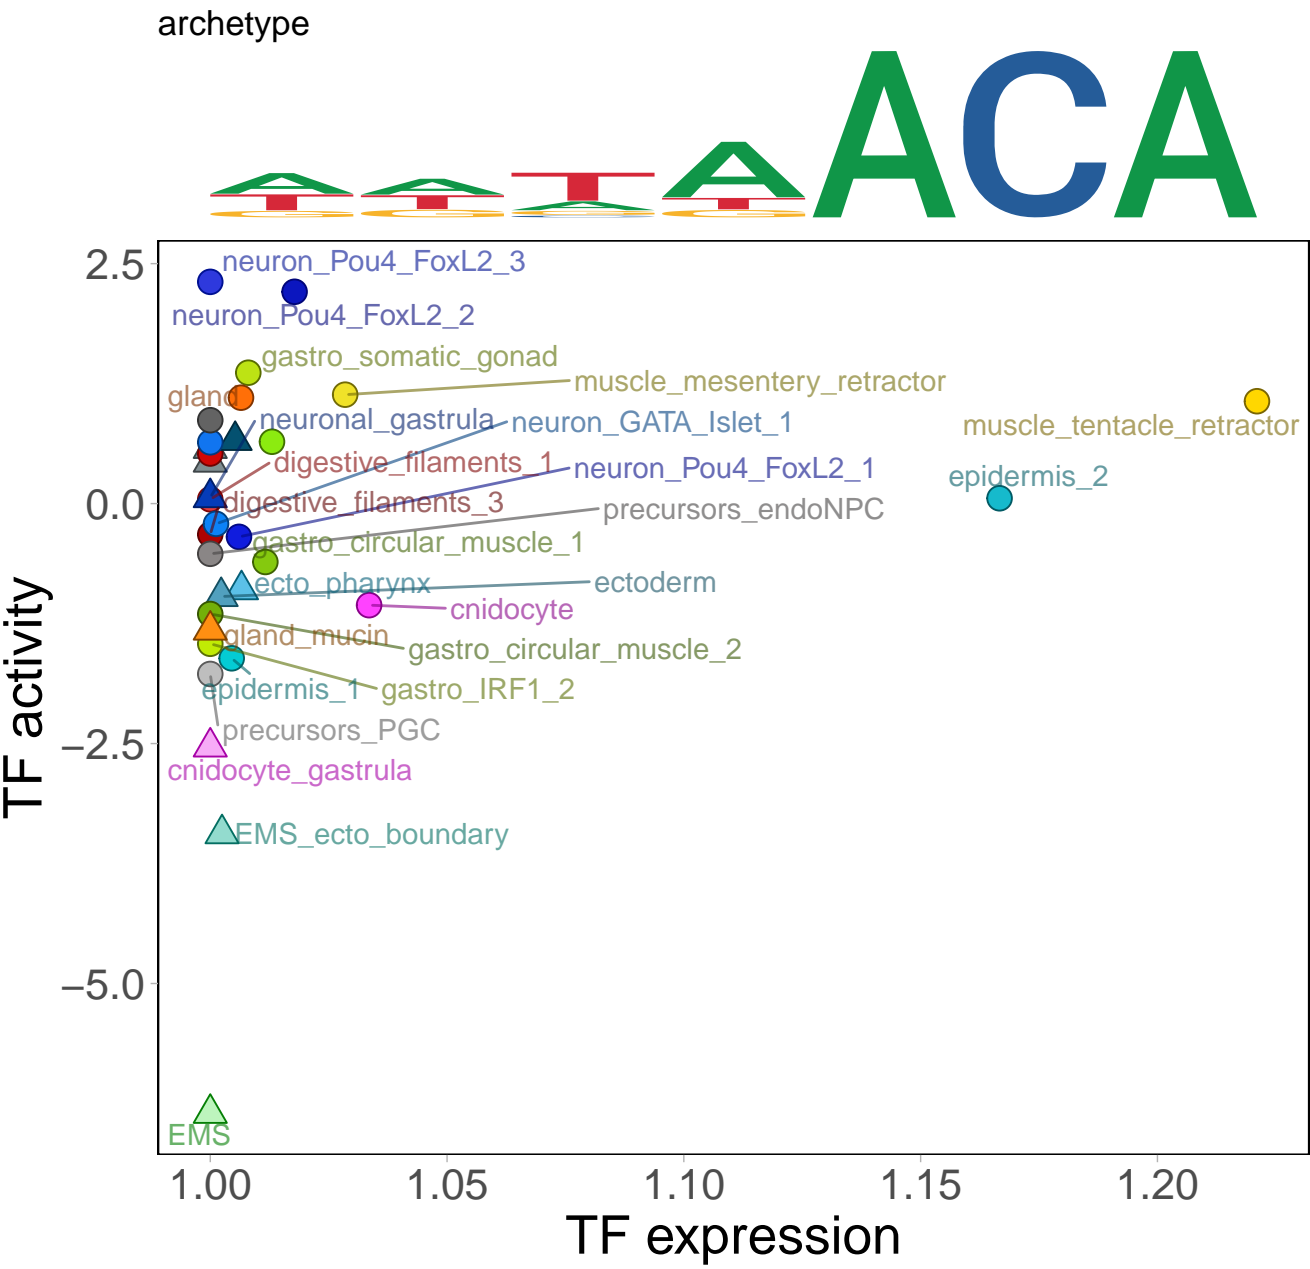 archetype
AATAACA
2.5
0.0
−2.5
−5.0
TF activity
neuron_Pou4_FoxL2_3
neuron_Pou4_FoxL2_2
gastro_somatic_gonad
muscle_mesentery_retractor
gland
neuronal_gastrula
neuron_GATA_Islet_1
muscle_tentacle_retractor
digestive_filaments_1
neuron_Pou4_FoxL2_1
epidermis_2
digestive_filaments_3
precursors_endoNPC
gastro_circular_muscle_1
ecto_pharynx
ectoderm
cnidocyte
gland_mucin
gastro_circular_muscle_2
epidermis_1
gastro_IRF1_2
precursors_PGC
cnidocyte_gastrula
EMS_ecto_boundary
EMS
1.00
1.05
1.10
1.15
1.20
TF expression